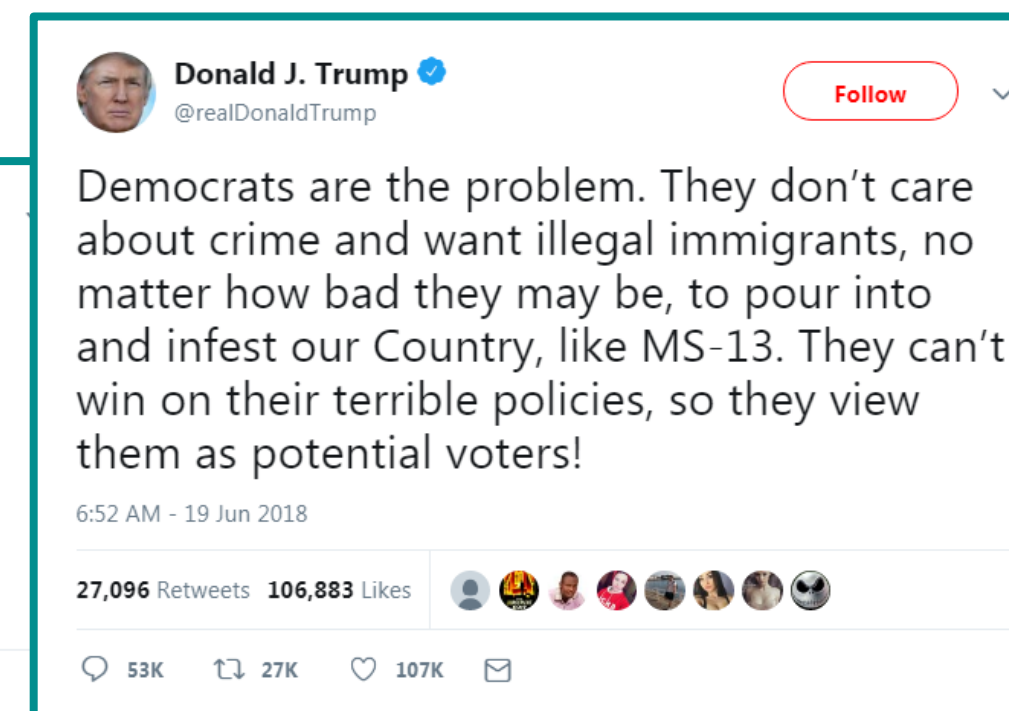 Donald J. Trump
@realDonaldTrump
Follow
Democrats are the problem. They don’t care
about crime and want illegal immigrants, no
matter how bad they may be, to pour into
and infest our Country, like MS-13. They can’t
win on their terrible policies, so they view
them as potential voters!
6:52 AM - 19 Jun 2018
27,096 Retweets 106,883 Likes
53K 27K 107K